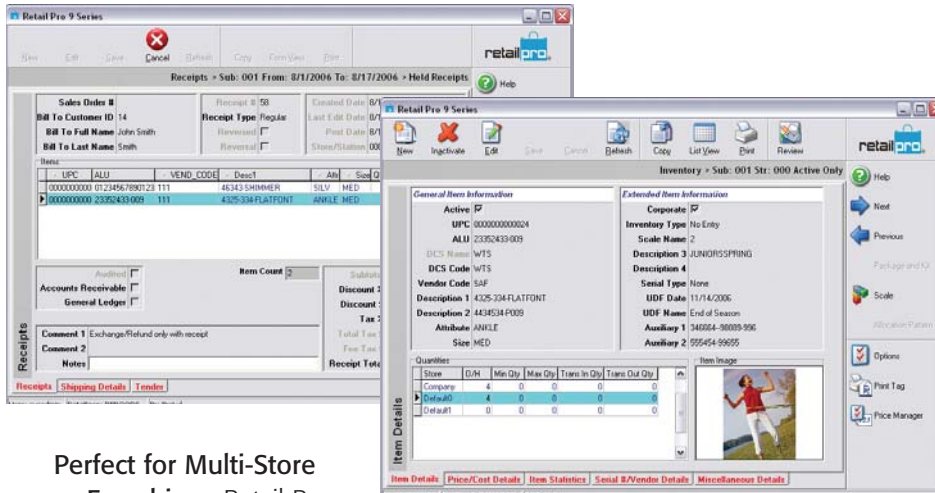 Retail Pro 9 Series
New Edit Save Cancel Refresh Copy Form View Print
retail pro.
Receipts > Sub: 001 From: 8/1/2006 To: 8/17/2006 > Held Receipts
Help
Sales Order #
Bill To Customer ID 14
Bill To Full Name John Smith
Bill To Last Name Smith
Receipt # 58
Receipt Type Regular
Reversed
Reversal
Created Date 8/1
Last Edit Date 8/1
Post Date 8/1
Store/Station 000
Items
UPC ALU VEND_CODE Desc1 Attr Size Q
0000000000 01234567890123 111 46343-SHIMMER SILV MED
0000000000 23352433-009 111 4325-334-FLATFONT ANKLE MED
Audited
Accounts Receivable
General Ledger
Item Count 2
Subtotal
Discount
Discount
Tax
Total Tax
Fee Tax
Receipt Tota
Comment 1 Exchange/Refund only with receipt
Comment 2
Notes
Receipts
Receipts Shipping Details Tender
Retail Pro 9 Series
New Inactivate Edit Save Cancel Refresh Copy List View Print Review
retail pro.
Inventory > Sub: 001 Str: 000 Active Only
General Item Information
Active
UPC 0000000000024
ALU 23352433-009
DCS Name WTS
DCS Code WTS
Vendor Code SAF
Description 1 4325-334-FLATFONT
Description 2 4434534-P009
Attribute ANKLE
Size MED
Extended Item Information
Corporate
Inventory Type No Entry
Scale Name 2
Description 3 JUNIORSSPRING
Description 4
Serial Type None
UDF Date 11/14/2006
UDF Name End of Season
Auxiliary 1 346664-98089-996
Auxiliary 2 555454-99655
Quantities
Store O/H Min Qty Max Qty Trans In Qty Trans Out Qty
Company 4 0 0 0 0
Default0 4 0 0 0 0
Default1 0 0 0 0 0
Item Image
Item Details
Item Details Price/Cost Details Item Statistics Serial #/Vendor Details Miscellaneous Details
Help
Next
Previous
Package and Kit
Scale
Allocation Pattern
Options
Print Tag
Price Manager
Perfect for Multi-Store